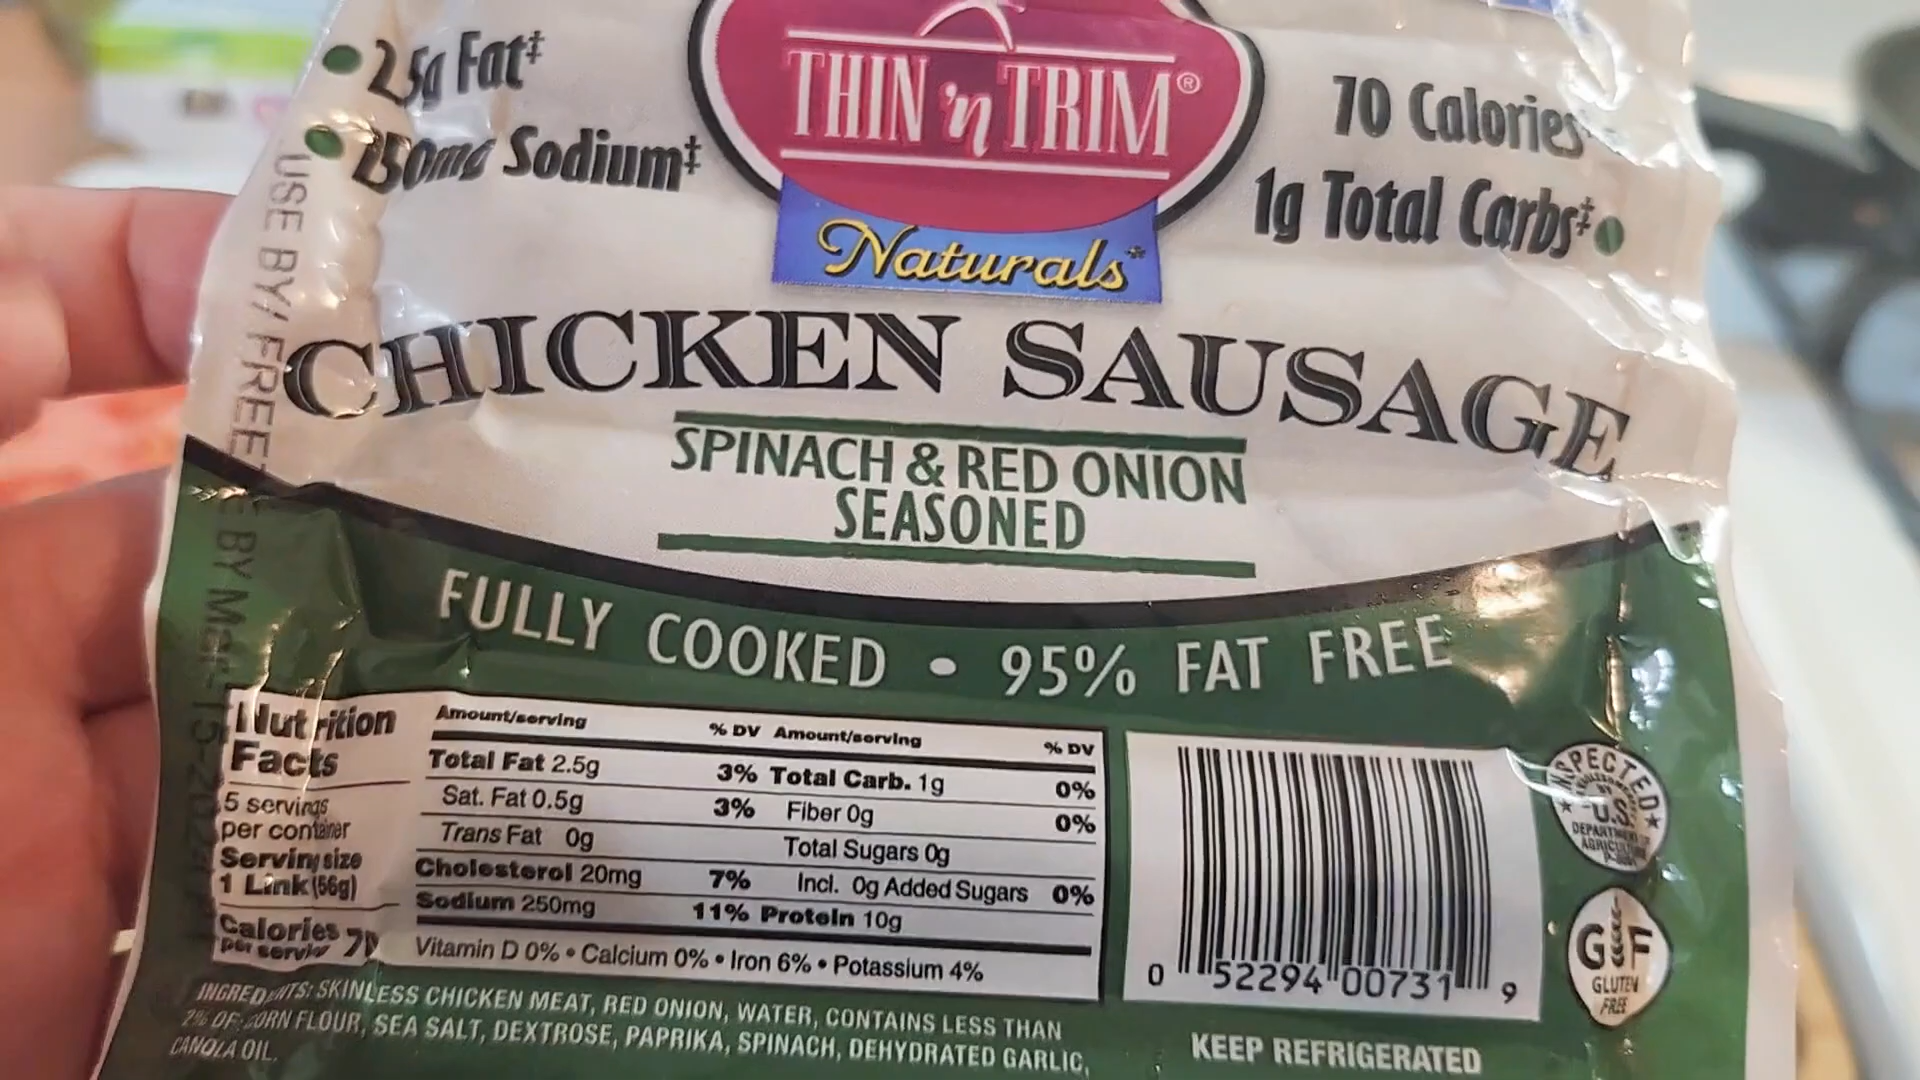 2.5g Fat‡
250mg Sodium‡
THIN 'n TRIM®
Naturals*
70 Calories
1g Total Carbs‡
CHICKEN SAUSAGE
SPINACH & RED ONION
SEASONED
FULLY COOKED • 95% FAT FREE
USE BY/ FREEZE BY Mar-15-202
Nutrition
Facts
5 servings
per container
Serving size
1 Link (56g)
Calories 70
per serving
Amount/serving % DV Amount/serving % DV
Total Fat 2.5g 3% Total Carb. 1g 0%
Sat. Fat 0.5g 3% Fiber 0g 0%
Trans Fat 0g Total Sugars 0g
Cholesterol 20mg 7% Incl. 0g Added Sugars 0%
Sodium 250mg 11% Protein 10g
Vitamin D 0% • Calcium 0% • Iron 6% • Potassium 4%
INGREDIENTS: SKINLESS CHICKEN MEAT, RED ONION, WATER, CONTAINS LESS THAN
2% OF: CORN FLOUR, SEA SALT, DEXTROSE, PAPRIKA, SPINACH, DEHYDRATED GARLIC,
CANOLA OIL.
0 52294 00731 9
KEEP REFRIGERATED
INSPECTED
U.S.
DEPARTMENT
AGRICULTURE
GF
GLUTEN
FREE